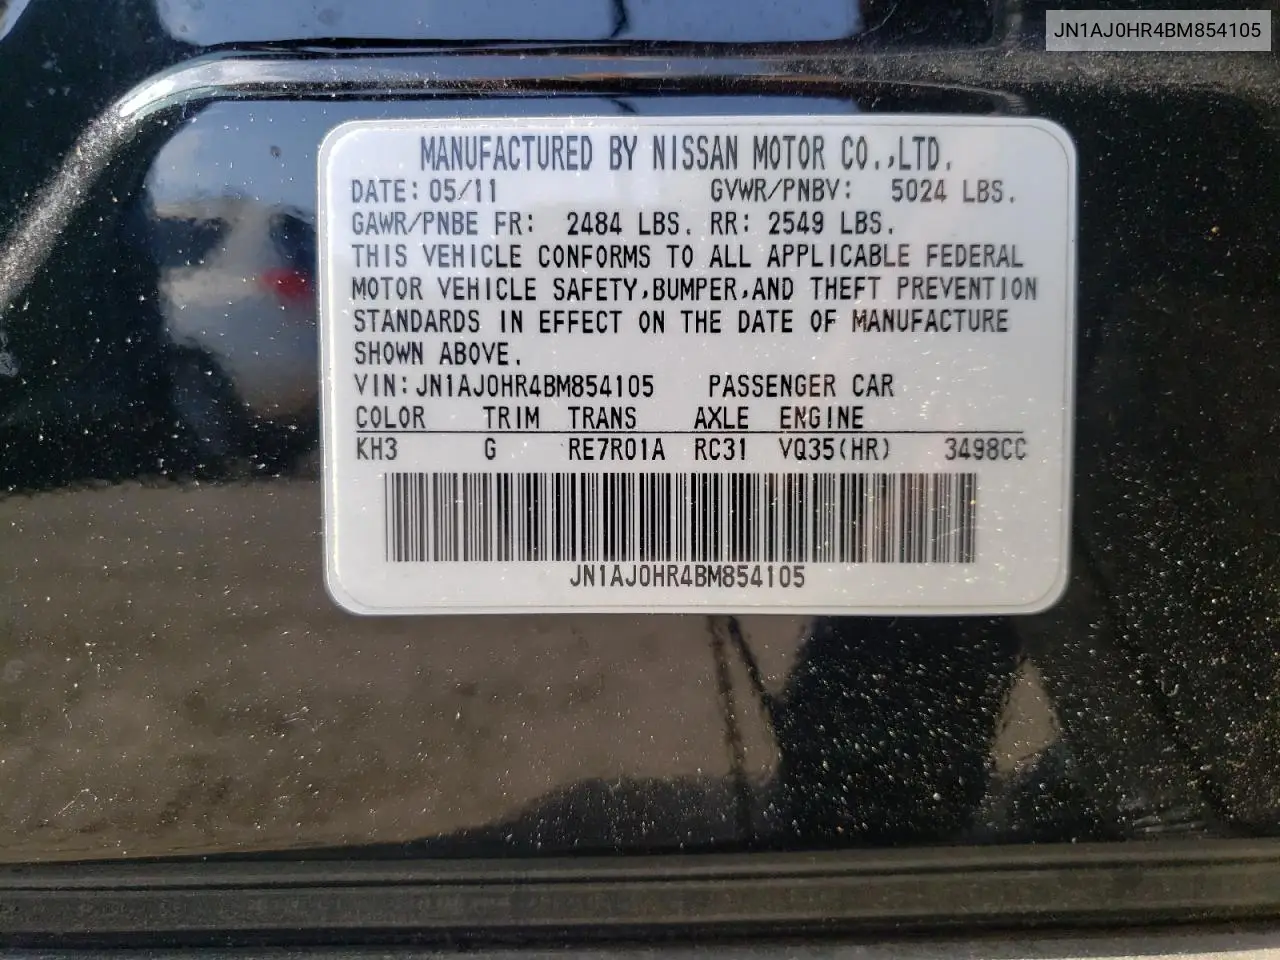 JN1AJ0HR4BM854105
MANUFACTURED BY NISSAN MOTOR CO.,LTD.
DATE: 05/11 GVWR/PNBV: 5024 LBS.
GAWR/PNBE FR: 2484 LBS. RR: 2549 LBS.
THIS VEHICLE CONFORMS TO ALL APPLICABLE FEDERAL
MOTOR VEHICLE SAFETY,BUMPER,AND THEFT PREVENTION
STANDARDS IN EFFECT ON THE DATE OF MANUFACTURE
SHOWN ABOVE.
VIN:JN1AJ0HR4BM854105 PASSENGER CAR
COLOR TRIM TRANS AXLE ENGINE
KH3 G RE7R01A RC31 VQ35(HR) 3498CC
JN1AJ0HR4BM854105